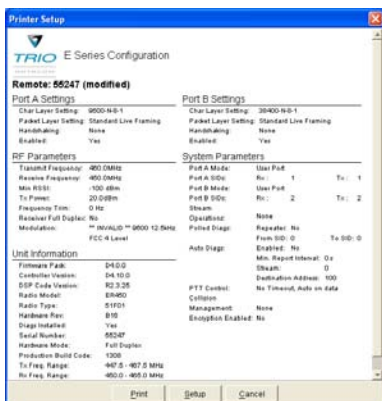 Printer Setup
TRIO E Series Configuration
Remote: 55247 (modified)
Port A Settings
Char Layer Setting: 9600-N-8-1
Packet Layer Setting: Standard Live Framing
Handshaking: None
Enabled: Yes
Port B Settings
Char Layer Setting: 38400-N-8-1
Packet Layer Setting: Standard Live Framing
Handshaking: None
Enabled: Yes
RF Parameters
Transmit Frequency: 460.0MHz
Receive Frequency: 460.0MHz
Min RSSI: -100 dBm
Tx Power: 20.0dBm
Frequency Trim: 0 Hz
Receiver Full Duplex: No
Modulation: ** INVALID ** 9600 12.5kHz
FCC 4 Level
System Parameters
Port A Mode: User Port
Port A SIDs: Rx: 1 Tx: 1
Port B Mode: User Port
Port B SIDs: Rx: 2 Tx: 2
Stream
Operations: None
Polled Diags: Repeater: No
From SID: 0 To SID: 0
Auto Diags: Enabled: No
Min. Report Interval: 0s
Stream: 0
Destination Address: 100
PTT Control: No Timeout, Auto on data
Collision
Management: None
Encryption Enabled: No
Unit Information
Firmware Pack: D4.0.0
Controller Version: D4.10.0
DSP Code Version: R2.3.25
Radio Model: ER450
Radio Type: 51F01
Hardware Rev: B16
Diags Installed: Yes
Serial Number: 55247
Hardware Mode: Full Duplex
Production Build Code: 1308
Tx Freq. Range: 447.5 - 467.5 MHz
Rx Freq. Range: 450.0 - 465.0 MHz
Print Setup Cancel